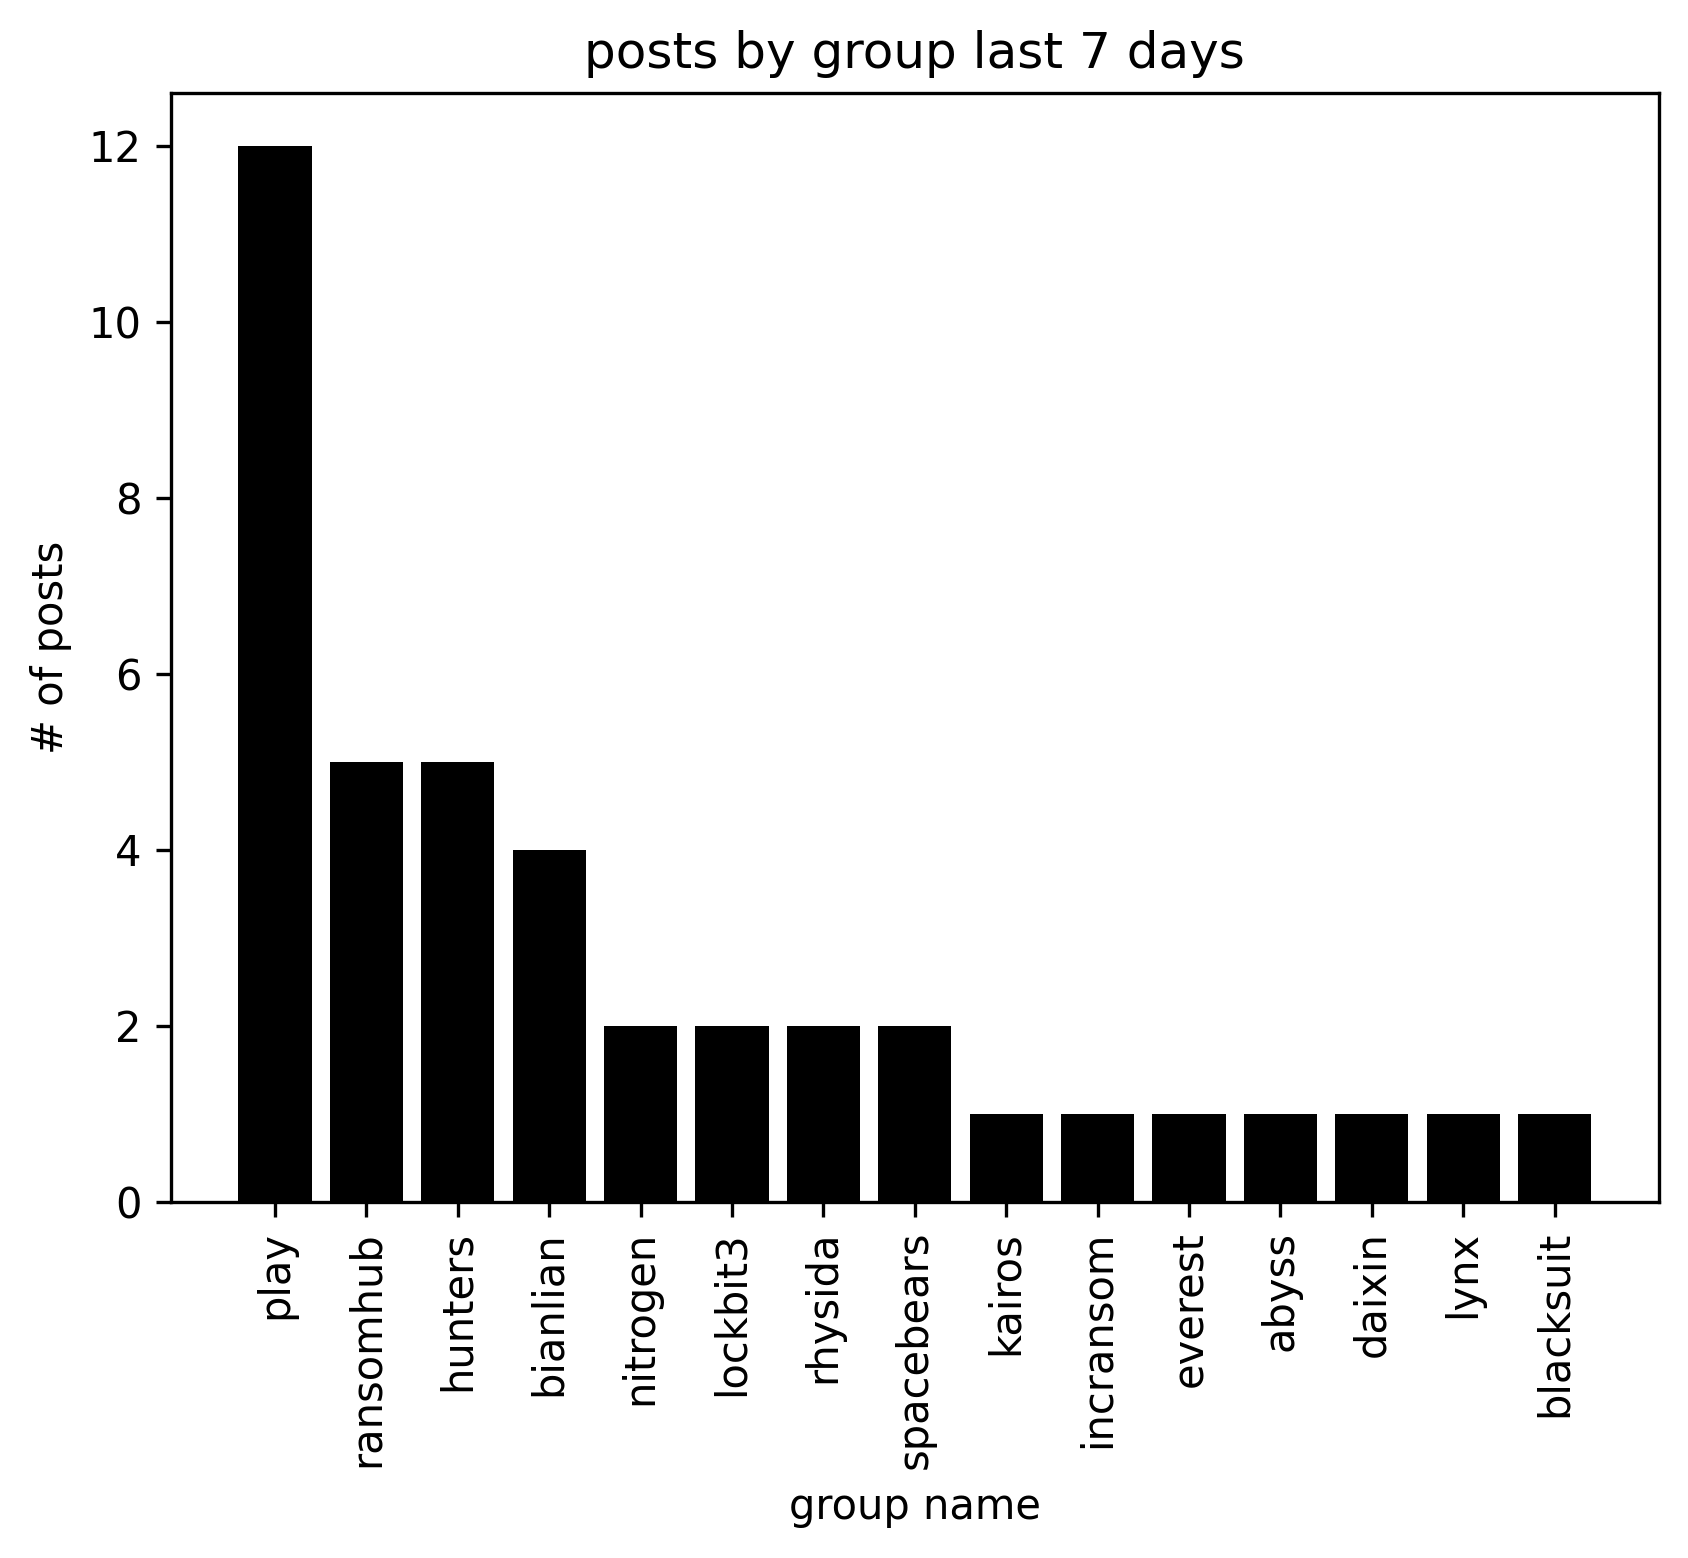 posts by group last 7 days
# of posts
12
10
8
6
4
2
0
play
ransomhub
hunters
bianlian
nitrogen
lockbit3
rhysida
spacebears
kairos
incransom
everest
abyss
daixin
lynx
blacksuit
group name